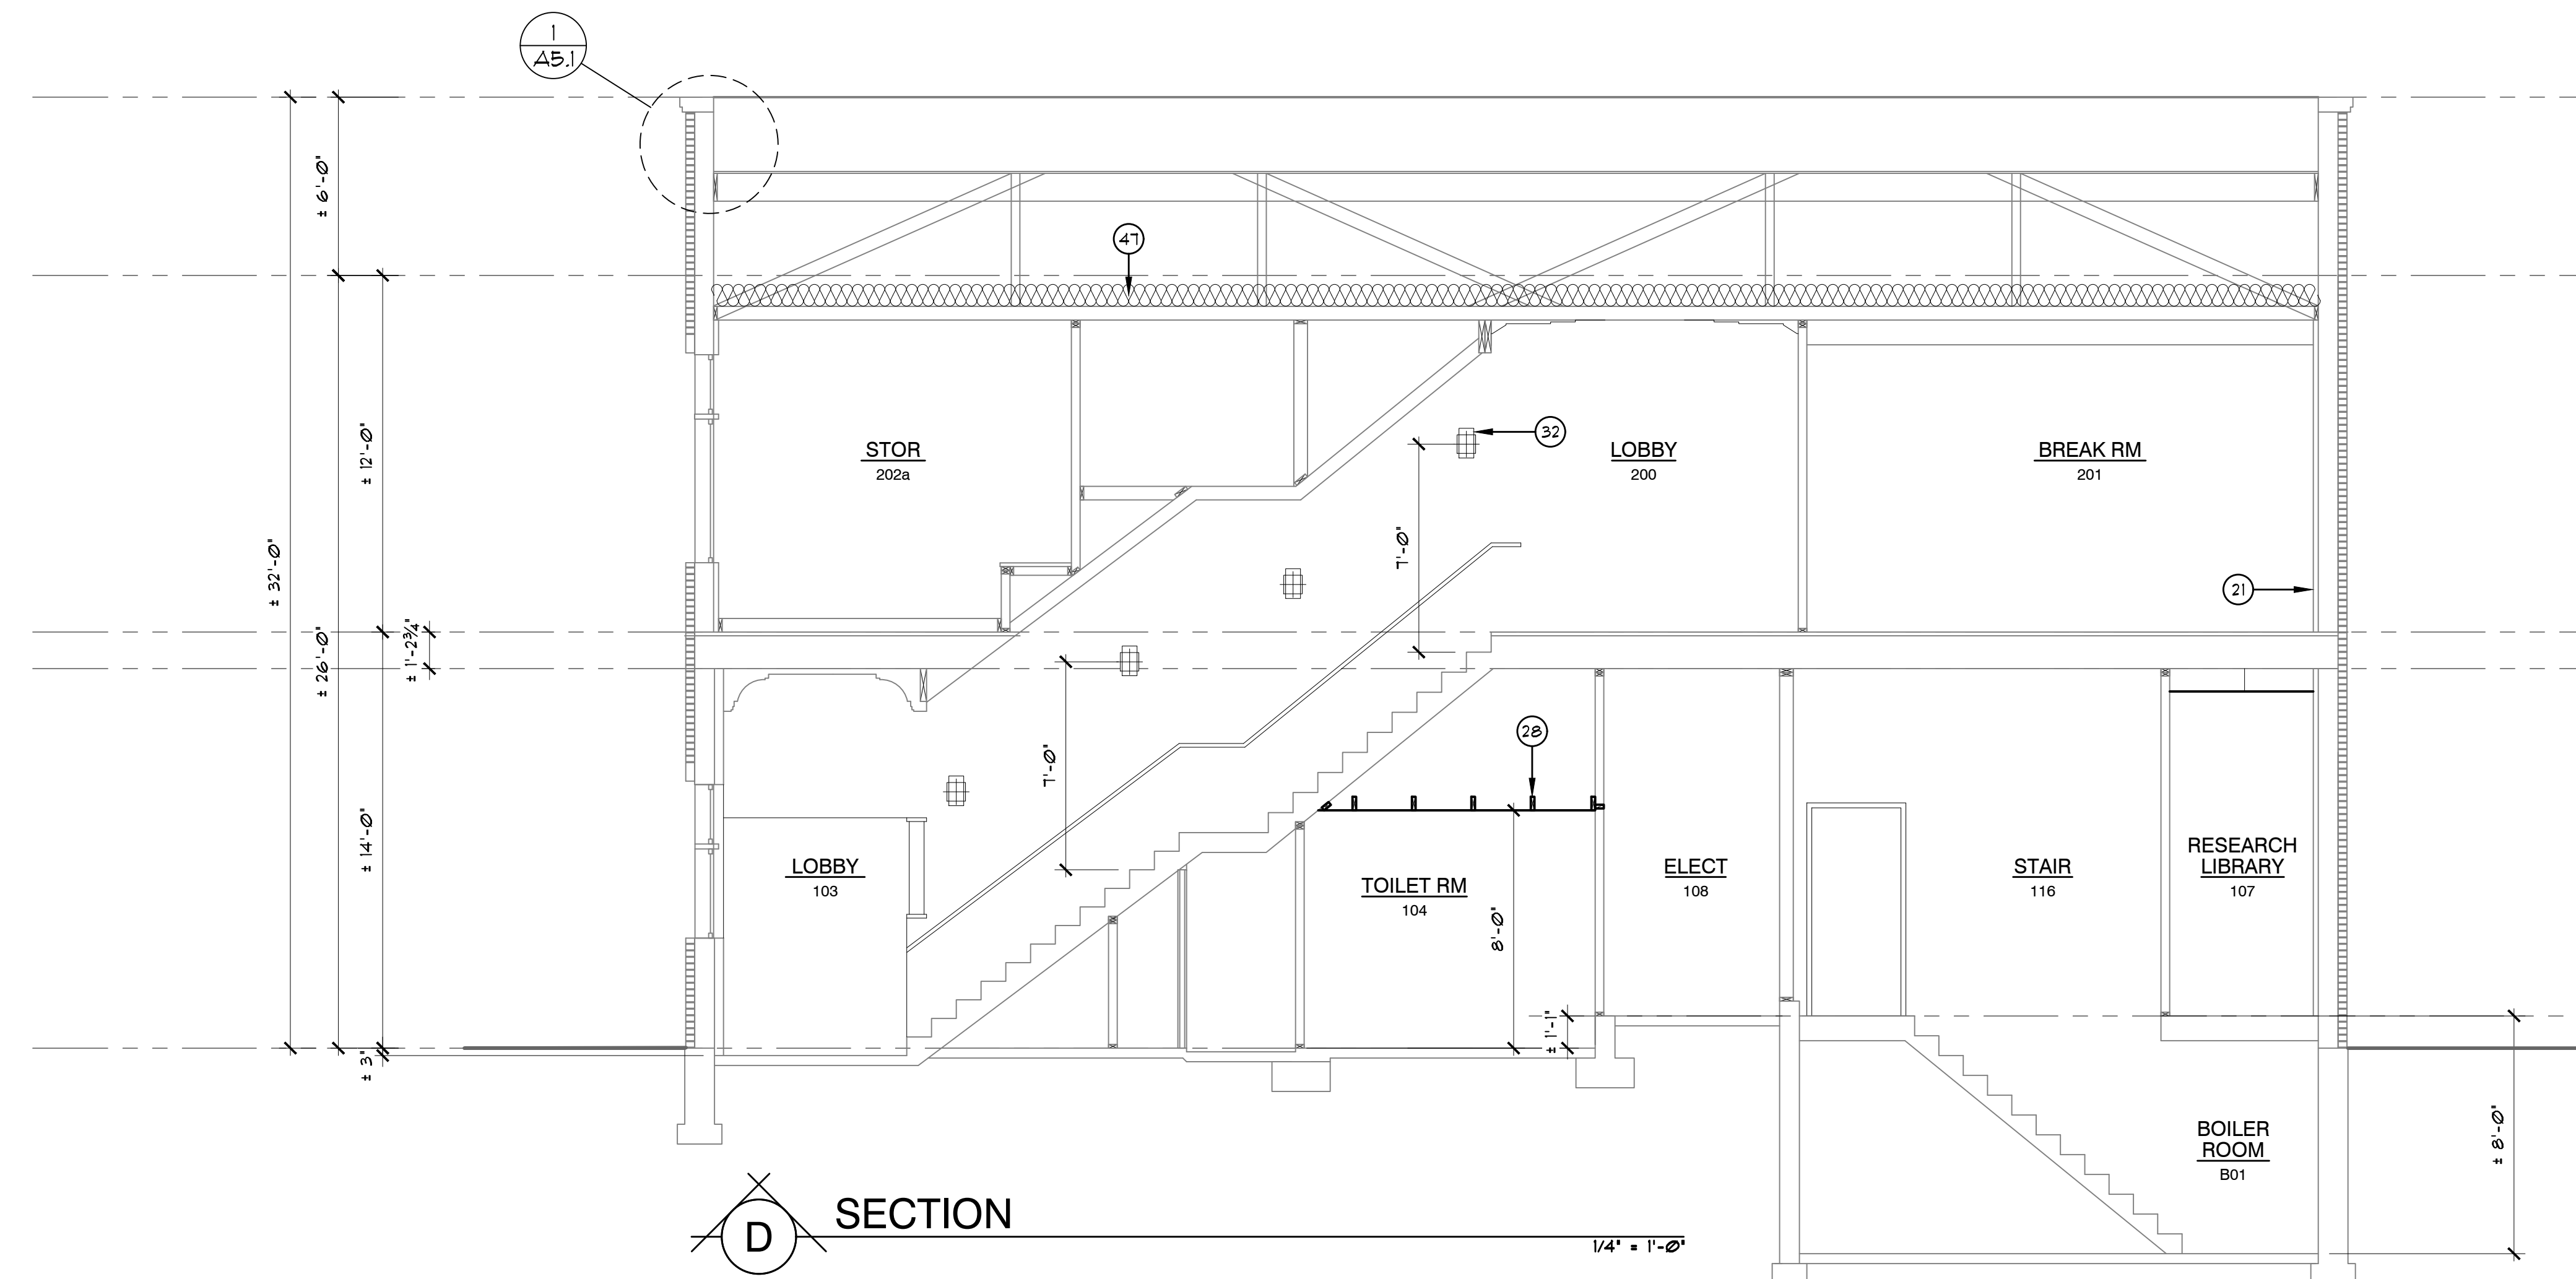 1
A5.1
± 6'-0"
47
± 12'-0"
± 32'-0"
± 26'-0"
± 1'-2¾"
± 14'-0"
± 3"
STOR
202a
32
LOBBY
200
BREAK RM
201
7'-0"
21
7'-0"
28
LOBBY
103
TOILET RM
104
8'-0"
ELECT
108
STAIR
116
RESEARCH
LIBRARY
107
± 1'-1"
BOILER
ROOM
B01
± 8'-0"
D
SECTION
1/4" = 1'-0"